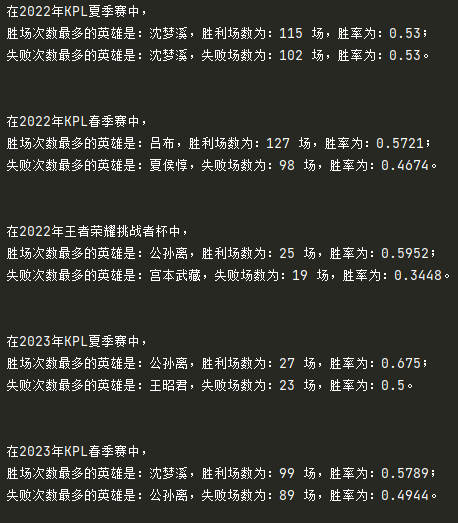 在2022年KPL夏季赛中，
胜场次数最多的英雄是：沈梦溪，胜利场数为：115 场，胜率为：0.53；
失败次数最多的英雄是：沈梦溪，失败场数为：102 场，胜率为：0.53。
在2022年KPL春季赛中，
胜场次数最多的英雄是：吕布，胜利场数为：127 场，胜率为：0.5721；
失败次数最多的英雄是：夏侯惇，失败场数为：98 场，胜率为：0.4674。
在2022年王者荣耀挑战者杯中，
胜场次数最多的英雄是：公孙离，胜利场数为：25 场，胜率为：0.5952；
失败次数最多的英雄是：宫本武藏，失败场数为：19 场，胜率为：0.3448。
在2023年KPL夏季赛中，
胜场次数最多的英雄是：公孙离，胜利场数为：27 场，胜率为：0.675；
失败次数最多的英雄是：王昭君，失败场数为：23 场，胜率为：0.5。
在2023年KPL春季赛中，
胜场次数最多的英雄是：沈梦溪，胜利场数为：99 场，胜率为：0.5789；
失败次数最多的英雄是：公孙离，失败场数为：89 场，胜率为：0.4944。